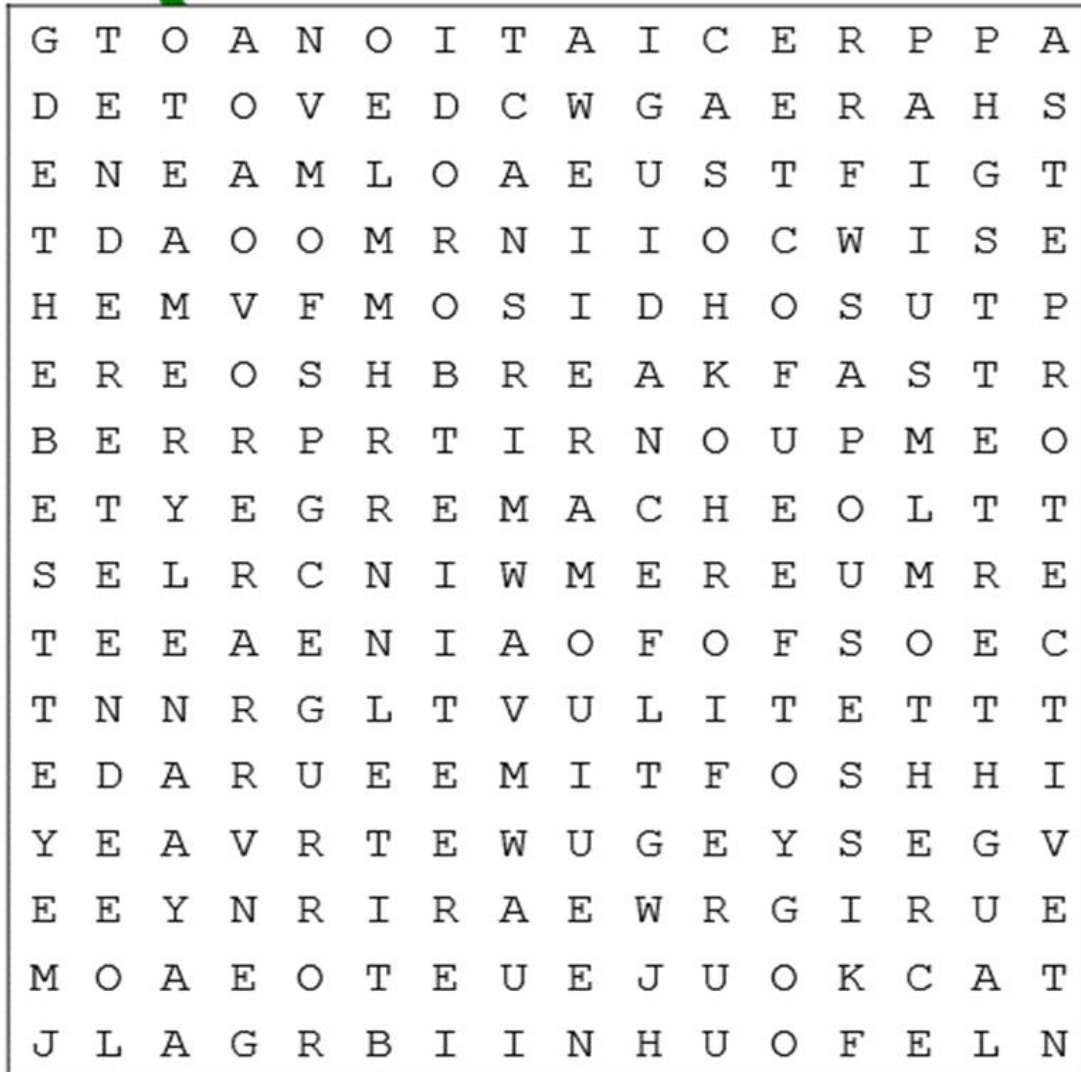 G T O A N O I T A I C E R P P A
D E T O V E D C W G A E R A H S
E N E A M L O A E U S T F I G T
T D A O O M R N I I O C W I S E
H E M V F M O S I D H O S U T P
E R E O S H B R E A K F A S T R
B E R R P R T I R N O U P M E O
E T Y E G R E M A C H E O L T T
S E L R C N I W M E R E U M R E
T E E A E N I A O F O F S O E C
T N N R G L T V U L I T E T T T
E D A R U E E M I T F O S H H I
Y E A V R T E W U G E Y S E G V
E E Y N R I R A E W R G I R U E
M O A E O T E U E J U O K C A T
J L A G R B I I N H U O F E L N